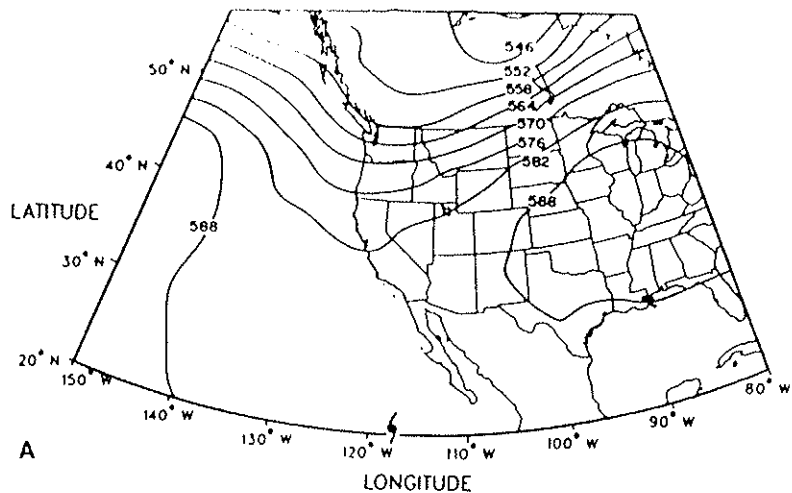 546
552
558
564
570
576
582
588
588
50° N
40° N
LATITUDE
30° N
20° N
150° W
140° W
130° W
120° W
110° W
100° W
90° W
80° W
A
LONGITUDE